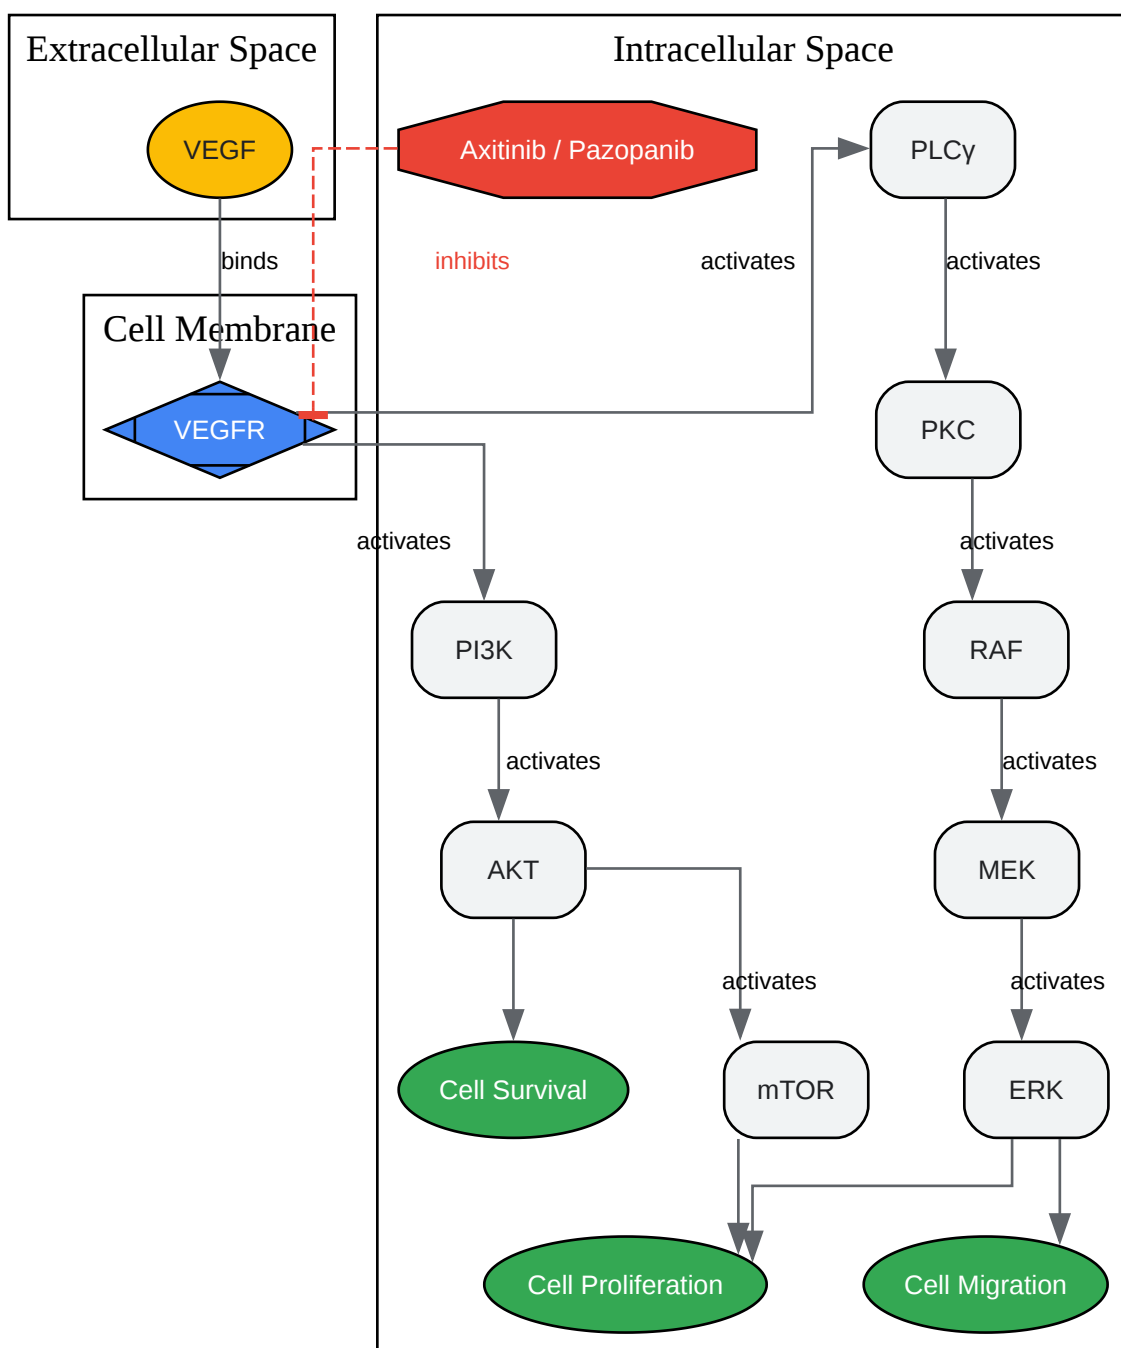 Extracellular Space
Intracellular Space
VEGF
Axitinib / Pazopanib
PLCγ
binds
inhibits
activates
activates
Cell Membrane
VEGFR
PKC
activates
activates
PI3K
RAF
activates
activates
AKT
MEK
activates
activates
Cell Survival
mTOR
ERK
Cell Proliferation
Cell Migration